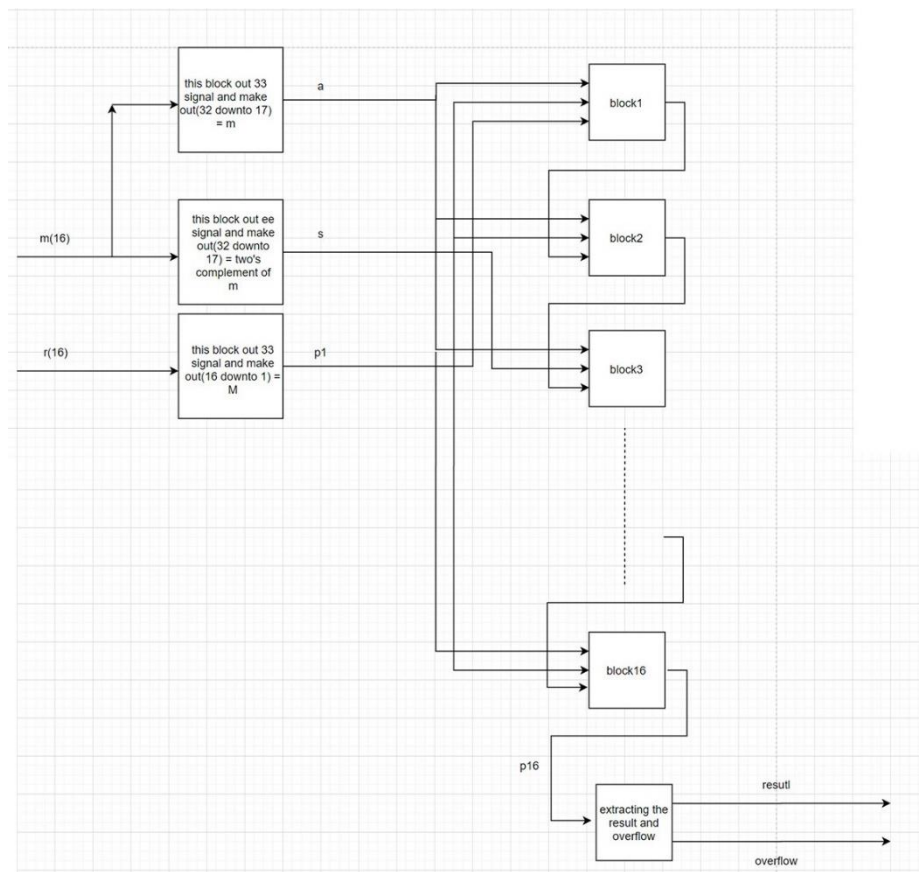 this block out 33
signal and make
out(32 downto 17)
= m
a
block1
m(16)
this block out ee
signal and make
out(32 downto
17) = two's
complement of
m
s
block2
r(16)
this block out 33
signal and make
out(16 downto 1) =
M
p1
block3
block16
p16
extracting the
result and
overflow
resutl
overflow